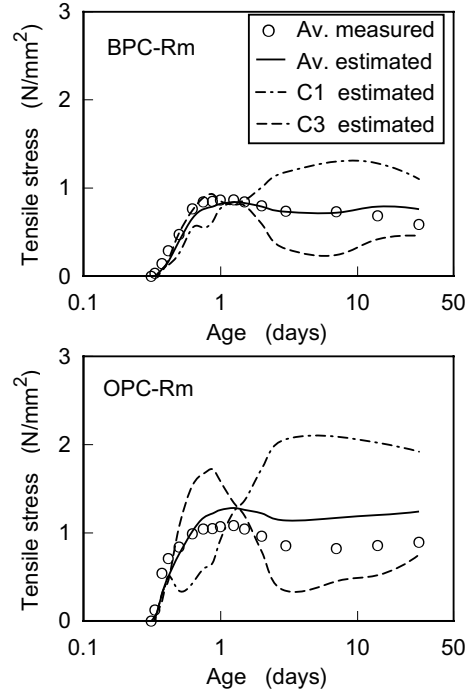 3
Av. measured
BPC-Rm
Av. estimated
2
C1 estimated
C3 estimated
1
0
0.1
1
10
50
Age (days)
Tensile stress (N/mm²)
3
OPC-Rm
2
1
0
0.1
1
10
50
Age (days)
Tensile stress (N/mm²)